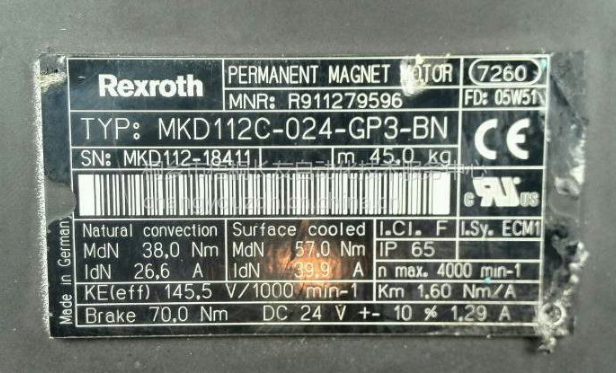 Rexroth
PERMANENT MAGNET MOTOR
7260
MNR: R911279596
FD: 05W51
TYP: MKD112C-024-GP3-BN
CE
SN: MKD112-18411
m 45.0 kg
c RU US
Natural convection
MdN 38,0 Nm
IdN 26,6 A
Surface cooled
MdN 57,0 Nm
IdN 39,9 A
I.Cl. F
I.Sy. ECM1
IP 65
n max. 4000 min-1
KE(eff) 145,5 V/1000 min-1
Km 1,60 Nm/A
Brake 70,0 Nm DC 24 V +- 10 % 1,29 A
Made in Germany